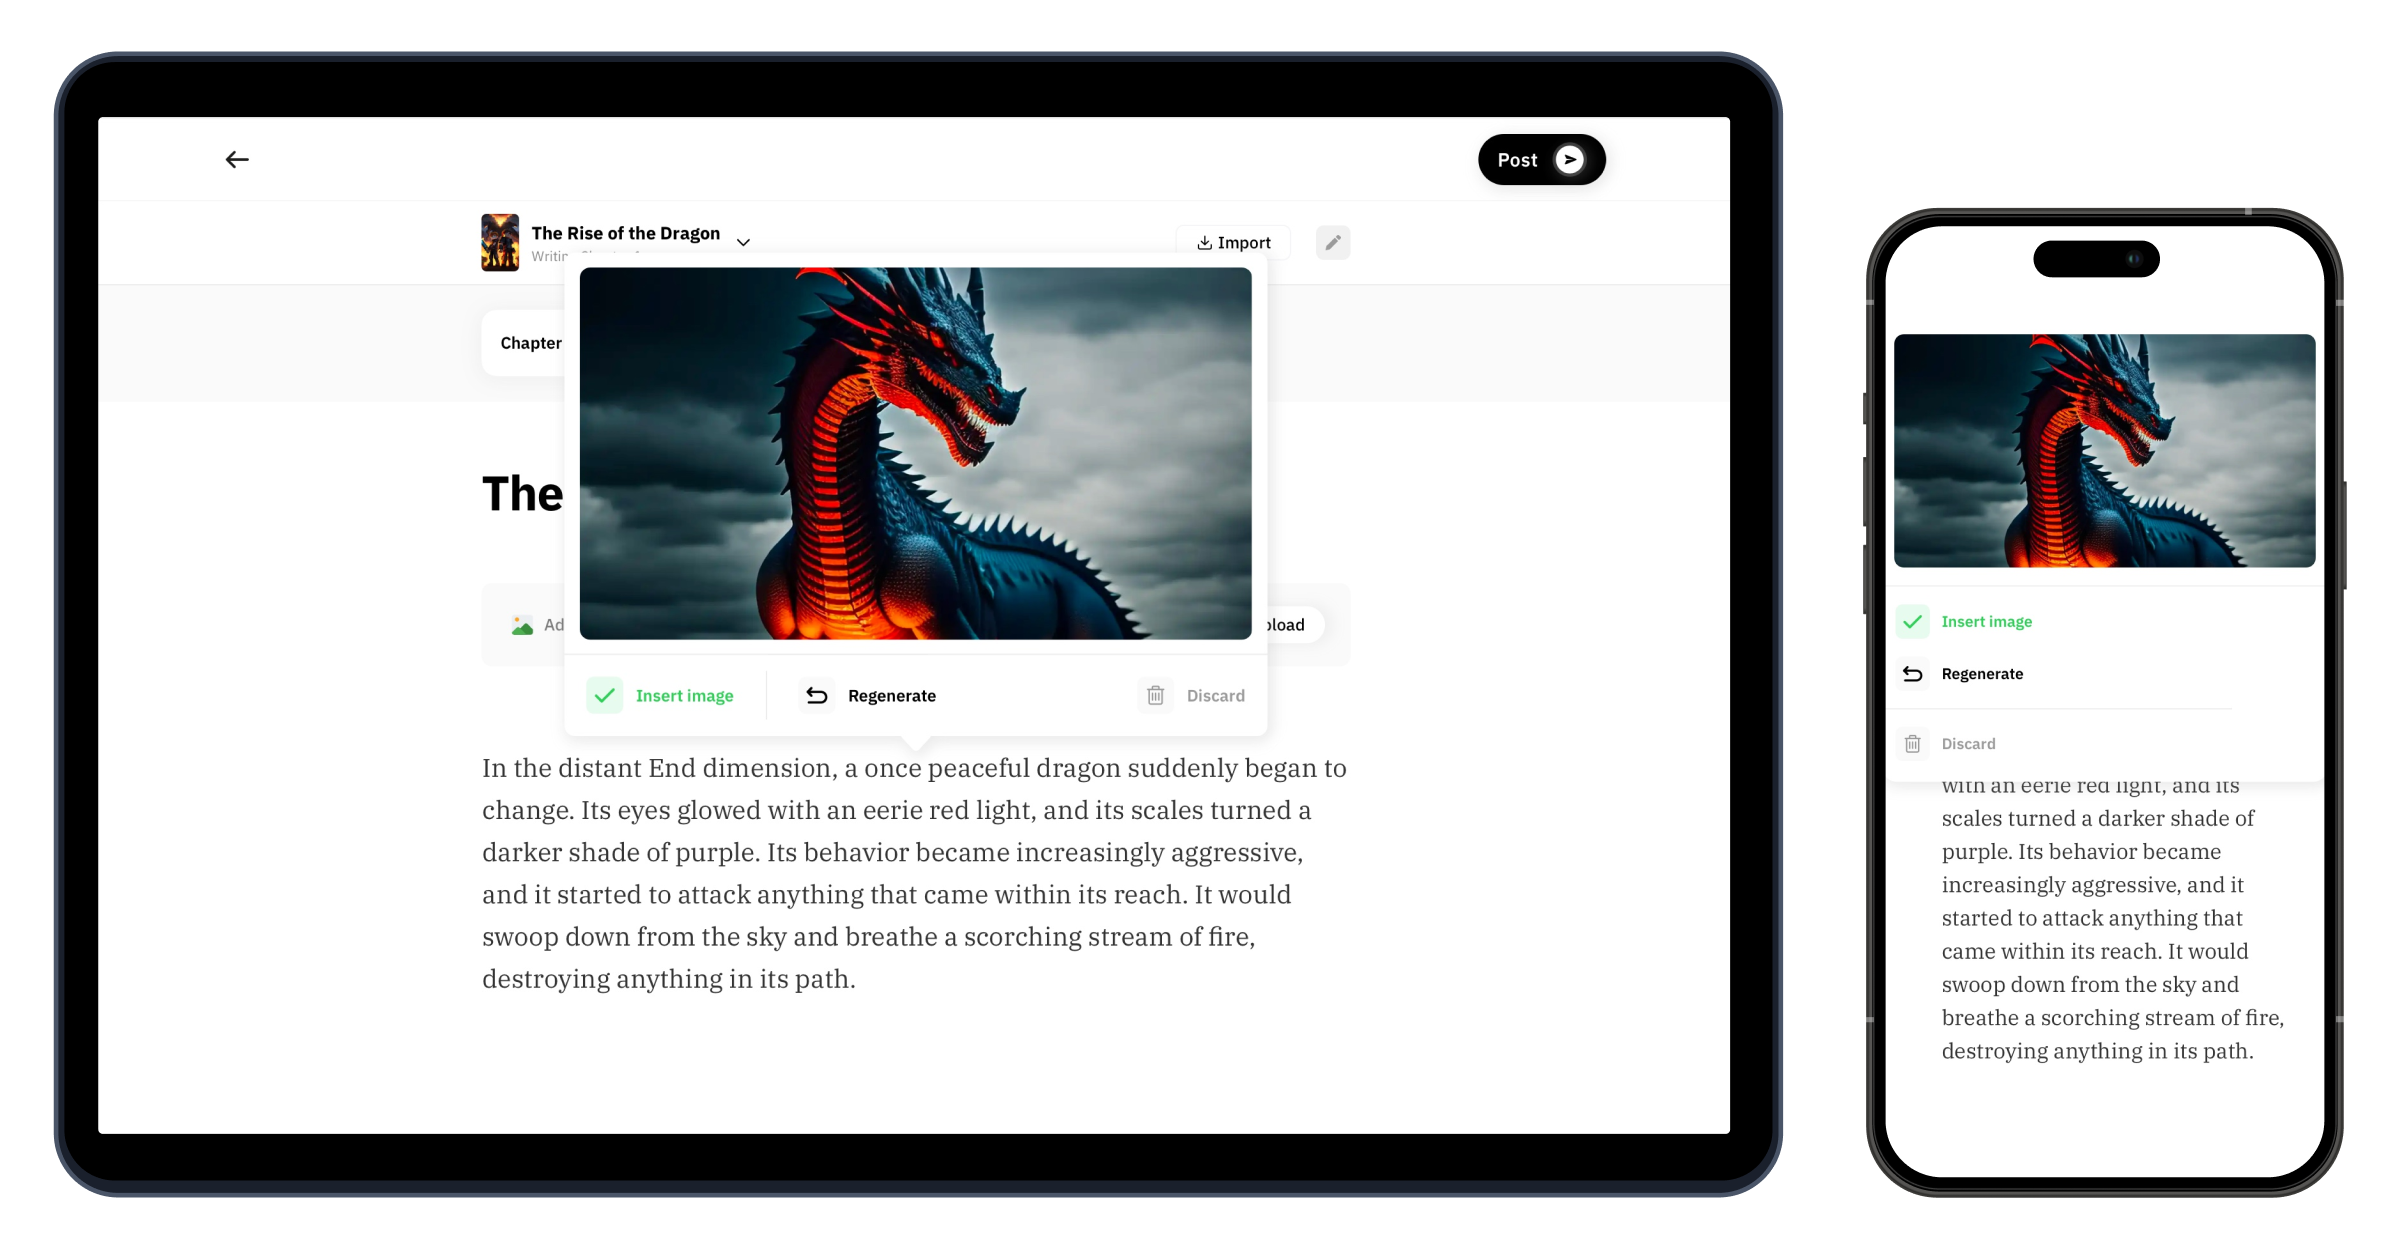 Post
The Rise of the Dragon
Import
Chapter
The
Insert image
Regenerate
Discard
In the distant End dimension, a once peaceful dragon suddenly began to
change. Its eyes glowed with an eerie red light, and its scales turned a
darker shade of purple. Its behavior became increasingly aggressive,
and it started to attack anything that came within its reach. It would
swoop down from the sky and breathe a scorching stream of fire,
destroying anything in its path.
Insert image
Regenerate
Discard
with an eerie red light, and its
scales turned a darker shade of
purple. Its behavior became
increasingly aggressive, and it
started to attack anything that
came within its reach. It would
swoop down from the sky and
breathe a scorching stream of fire,
destroying anything in its path.